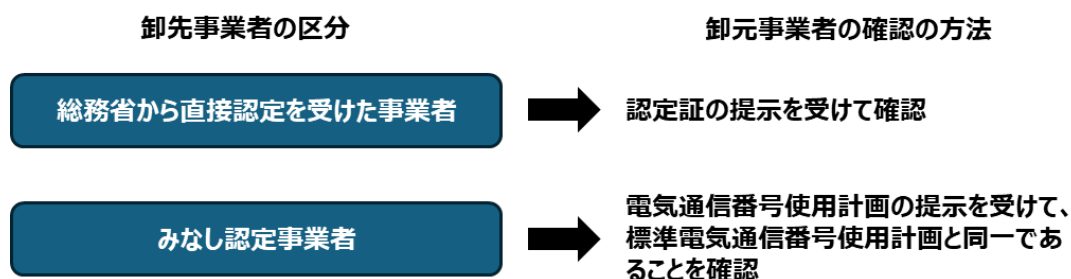 卸先事業者の区分
卸元事業者の確認の方法
総務省から直接認定を受けた事業者
認定証の提示を受けて確認
みなし認定事業者
電気通信番号使用計画の提示を受けて、
標準電気通信番号使用計画と同一であ
ることを確認